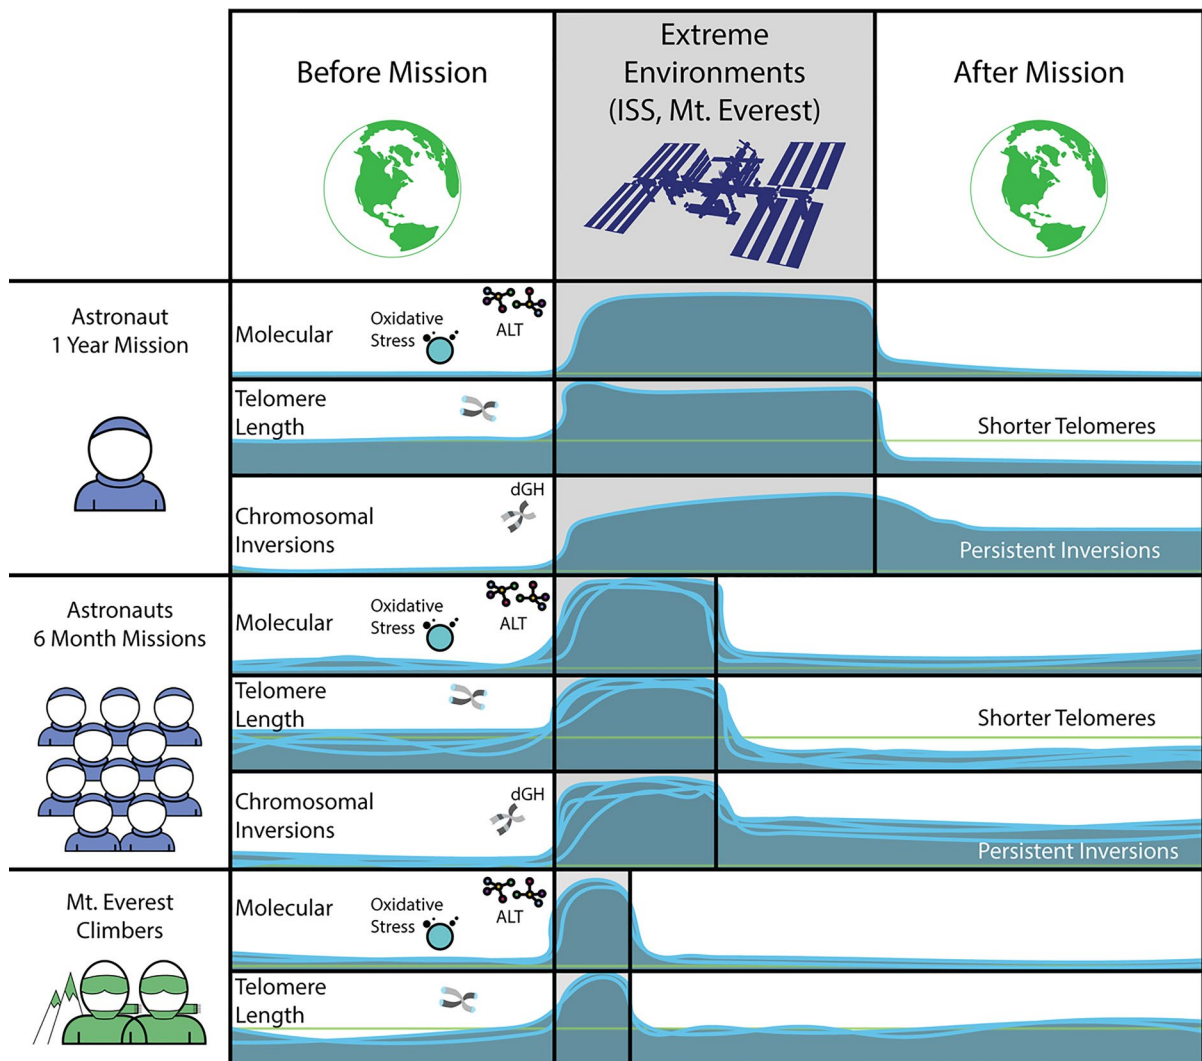 Before Mission
Extreme
Environments
(ISS, Mt. Everest)
After Mission
Astronaut
1 Year Mission
Molecular
Oxidative
Stress
ALT
Telomere
Length
Shorter Telomeres
Chromosomal
Inversions
dGH
Persistent Inversions
Astronauts
6 Month Missions
Molecular
Oxidative
Stress
ALT
Telomere
Length
Shorter Telomeres
Chromosomal
Inversions
dGH
Persistent Inversions
Mt. Everest
Climbers
Molecular
Oxidative
Stress
ALT
Telomere
Length